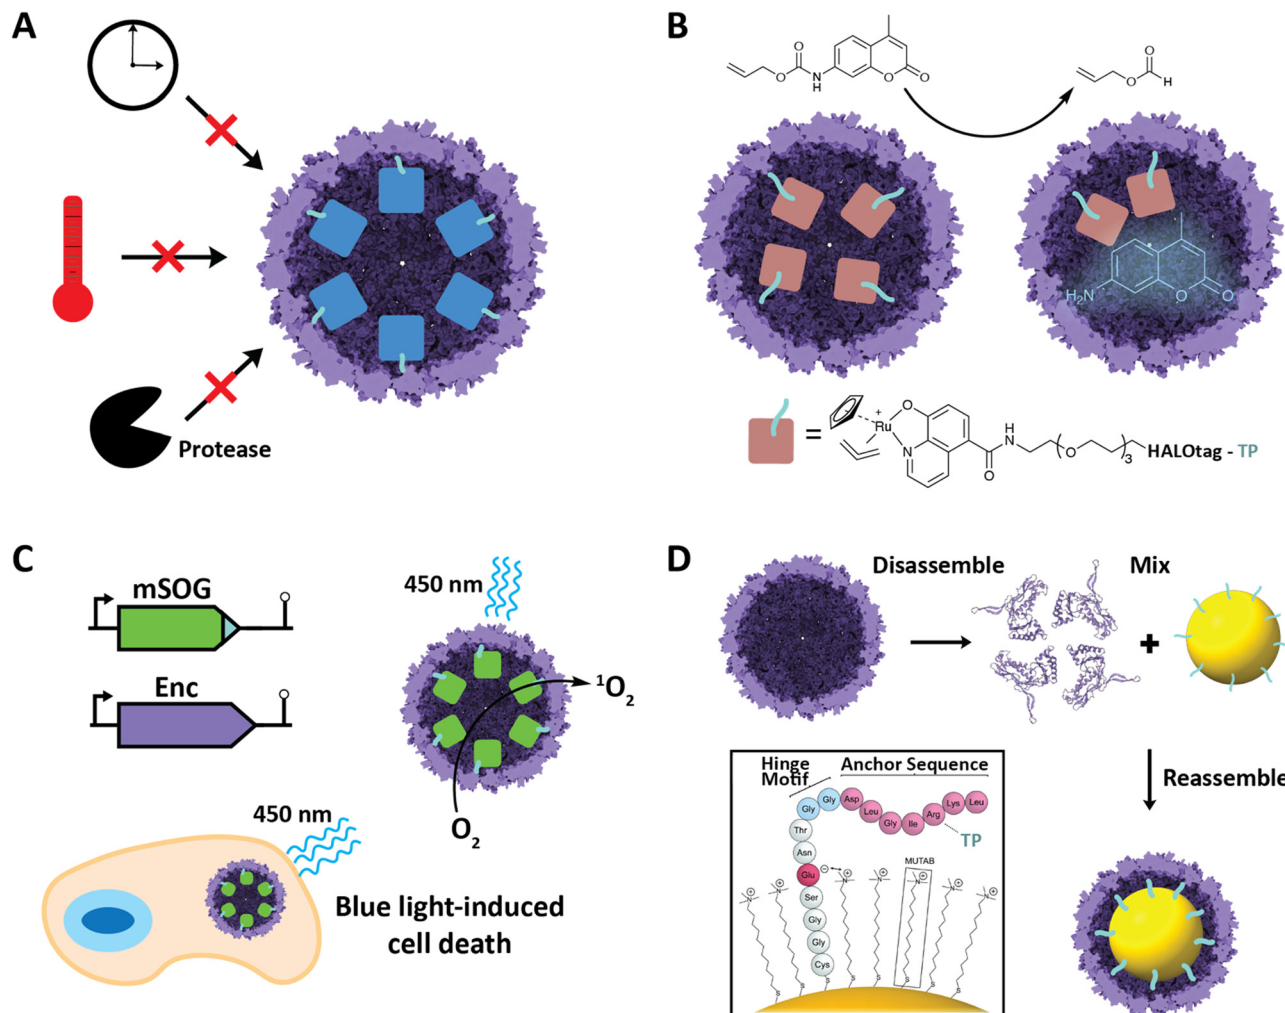 A
Protease
B
O
O
N
H
O
O
O
O
H
H₂N
O
O
=
+
Ru
O
N
O
H
N
O
3
HALOtag - TP
C
mSOG
Enc
450 nm
¹O₂
O₂
450 nm
Blue light-induced
cell death
D
Disassemble
Mix
+
Reassemble
Hinge
Motif
Anchor Sequence
Gly
Gly
Asp
Leu
Gly
Ile
Arg
Lys
Leu
TP
Thr
Asn
Glu
Ser
Gly
Gly
Cys
MUTAB
N
N
N
N
N
N
N
S
S
S
S
S
S
S